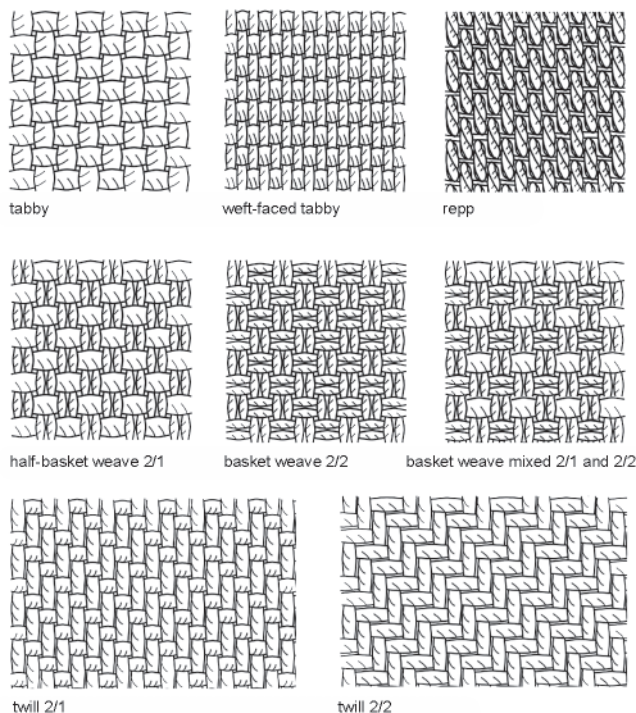 tabby
weft-faced tabby
repp
half-basket weave 2/1
basket weave 2/2
basket weave mixed 2/1 and 2/2
twill 2/1
twill 2/2